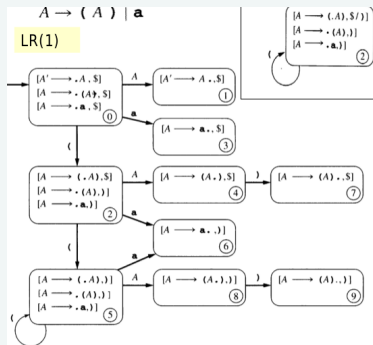 A ⟶ ( A ) | a
LR(1)
[A ⟶ (.A),$/)]
[A ⟶ .(A),)]
[A ⟶ .a,)]
(
2
[A' ⟶ .A,$]
[A ⟶ .(A),$]
[A ⟶ .a,$]
0
A
[A' ⟶ A.,$]
1
a
[A ⟶ a.,$]
3
(
[A ⟶ (.A),$]
[A ⟶ .(A),)]
[A ⟶ .a,)]
2
A
[A ⟶ (A.),$]
4
)
[A ⟶ (A).,$]
7
a
[A ⟶ a.,)]
6
(
a
[A ⟶ (.A),)]
[A ⟶ .(A),)]
[A ⟶ .a,)]
5
A
[A ⟶ (A.),)]
8
)
[A ⟶ (A).,)]
9
(